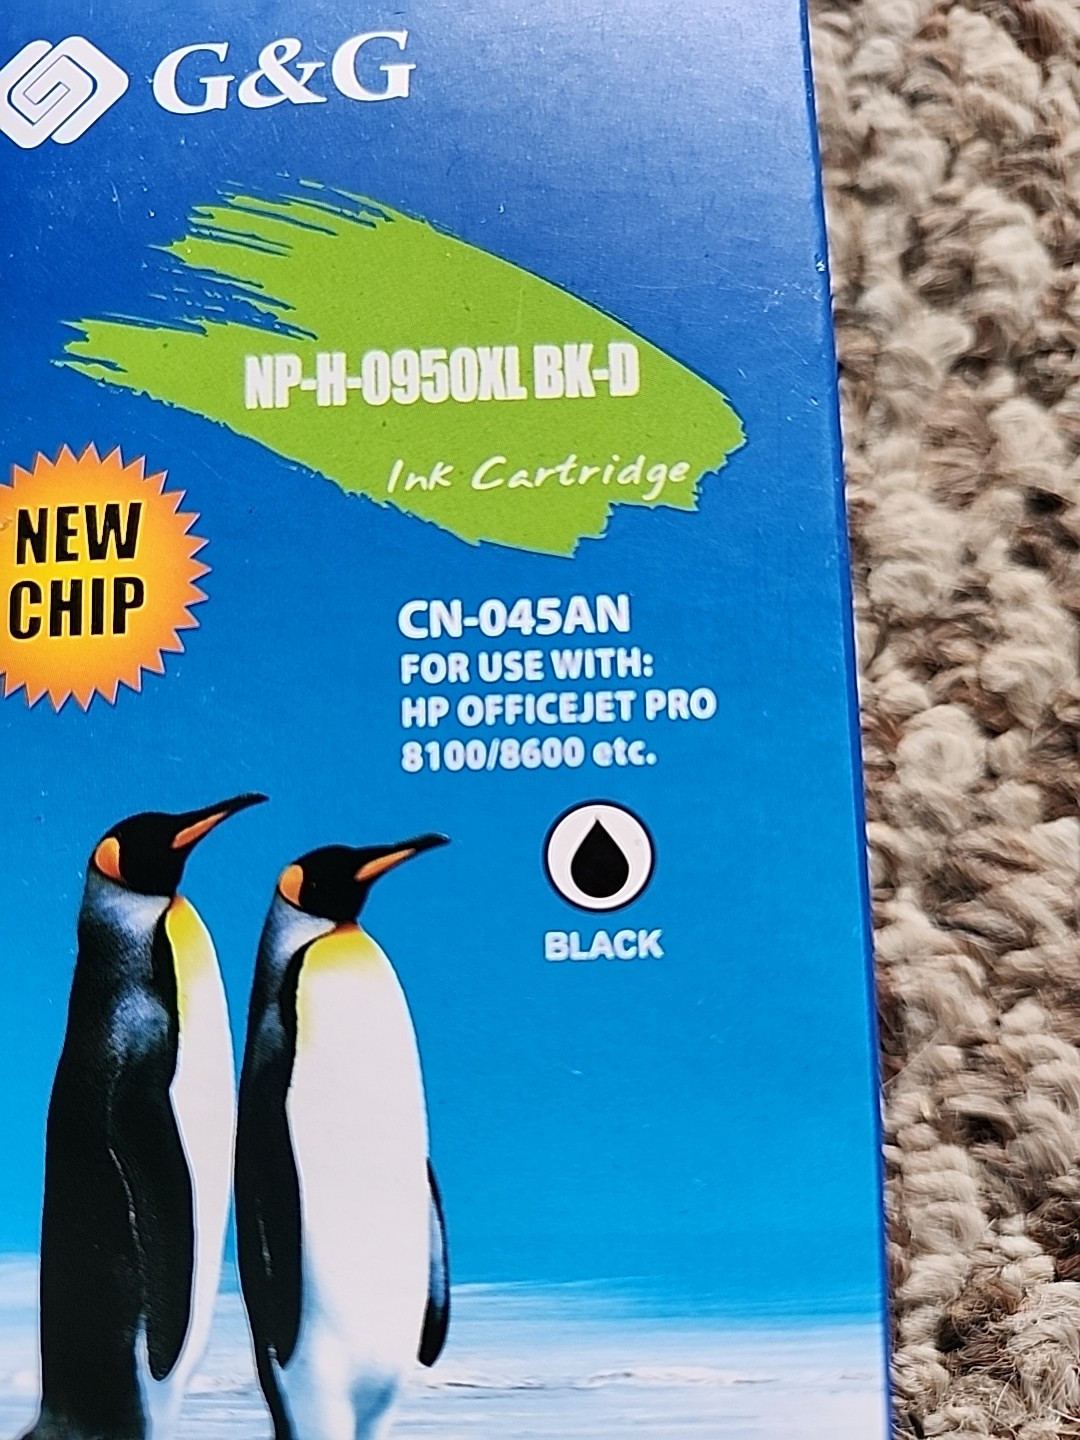 G&G
NP-H-0950XL BK-D
Ink Cartridge
NEW
CHIP
CN-045AN
FOR USE WITH:
HP OFFICEJET PRO
8100/8600 etc.
BLACK